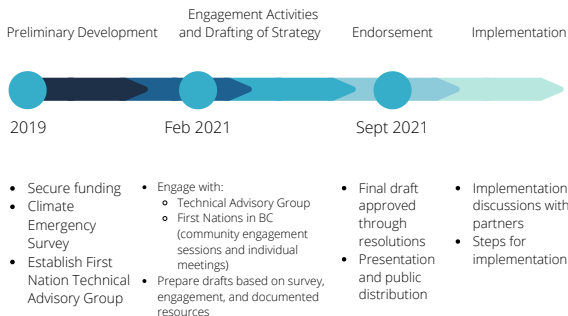 Preliminary Development
Engagement Activities
and Drafting of Strategy
Endorsement
Implementation
2019
Feb 2021
Sept 2021
• Secure funding
• Climate
Emergency
Survey
• Establish First
Nation Technical
Advisory Group
• Engage with:
○ Technical Advisory Group
○ First Nations in BC
(community engagement
sessions and individual
meetings)
• Prepare drafts based on survey,
engagement, and documented
resources
• Final draft
approved
through
resolutions
• Presentation
and public
distribution
• Implementation
discussions with
partners
• Steps for
implementation